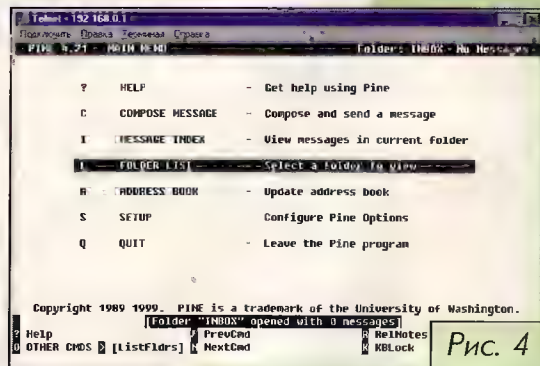 Telnet - 192.168.0.1
Подключить Правка Терминал Справка
PINE 4.21 - MAIN MENU Folder: INBOX - No Messages
? HELP - Get help using Pine
C COMPOSE MESSAGE - Compose and send a message
I MESSAGE INDEX - View messages in current folder
L FOLDER LIST - Select a folder to view
A ADDRESS BOOK - Update address book
S SETUP Configure Pine Options
Q QUIT - Leave the Pine program
Copyright 1989 1999. PINE is a trademark of the University of Washington.
[Folder "INBOX" opened with 0 messages]
? Help P PrevCmd R RelNotes
O OTHER CMDS > [ListFldrs] N NextCmd K KBLock
Рис. 4